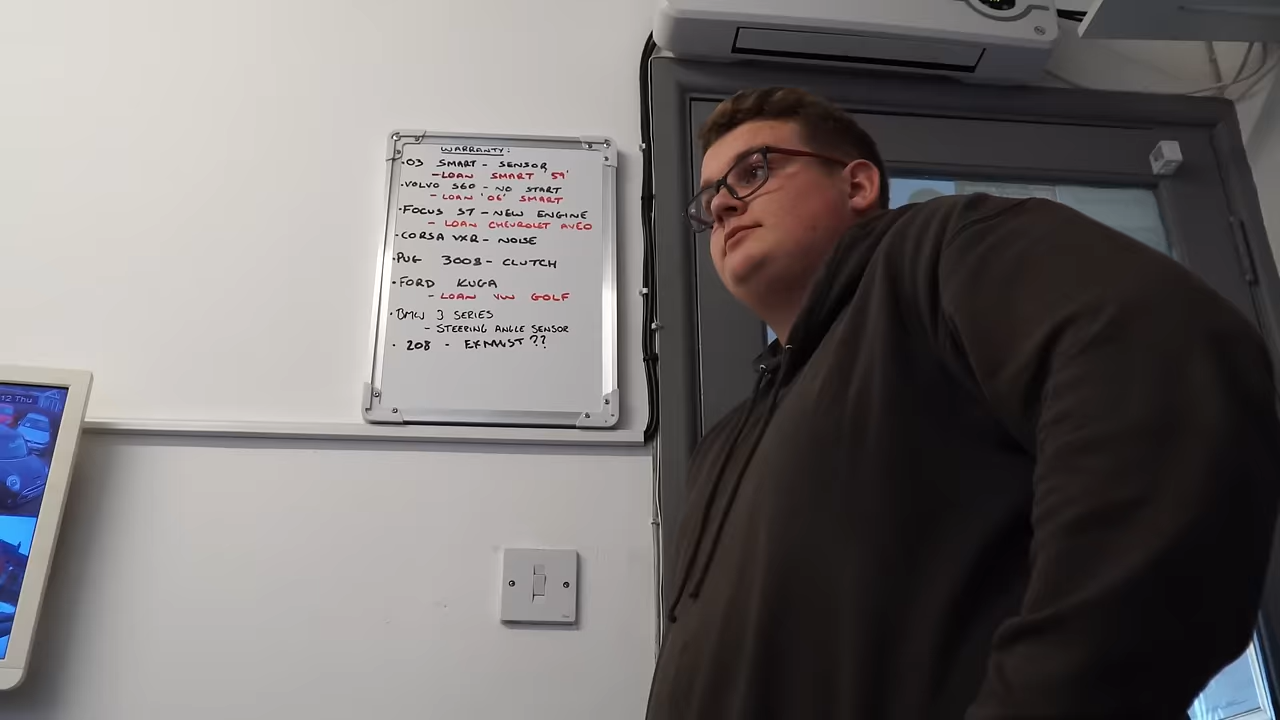 WARRANTY:
·03 SMART - SENSOR
-LOAN SMART 59'
·VOLVO S60 - NO START
- LOAN '06' SMART
·FOCUS ST - NEW ENGINE
- LOAN CHEVROLET AVEO
·CORSA VXR - NOISE
·PUG 3008 - CLUTCH
·FORD KUGA
- LOAN VW GOLF
·BMW 3 SERIES
- STEERING ANGLE SENSOR
· 208 - EXHAUST ??
12 Thu